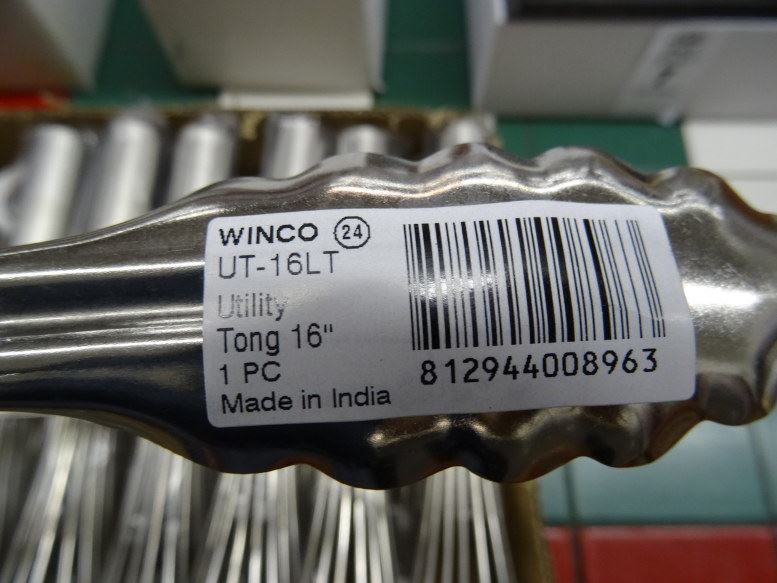 WINCO 24
UT-16LT
Utility
Tong 16"
1 PC
Made in India
812944008963